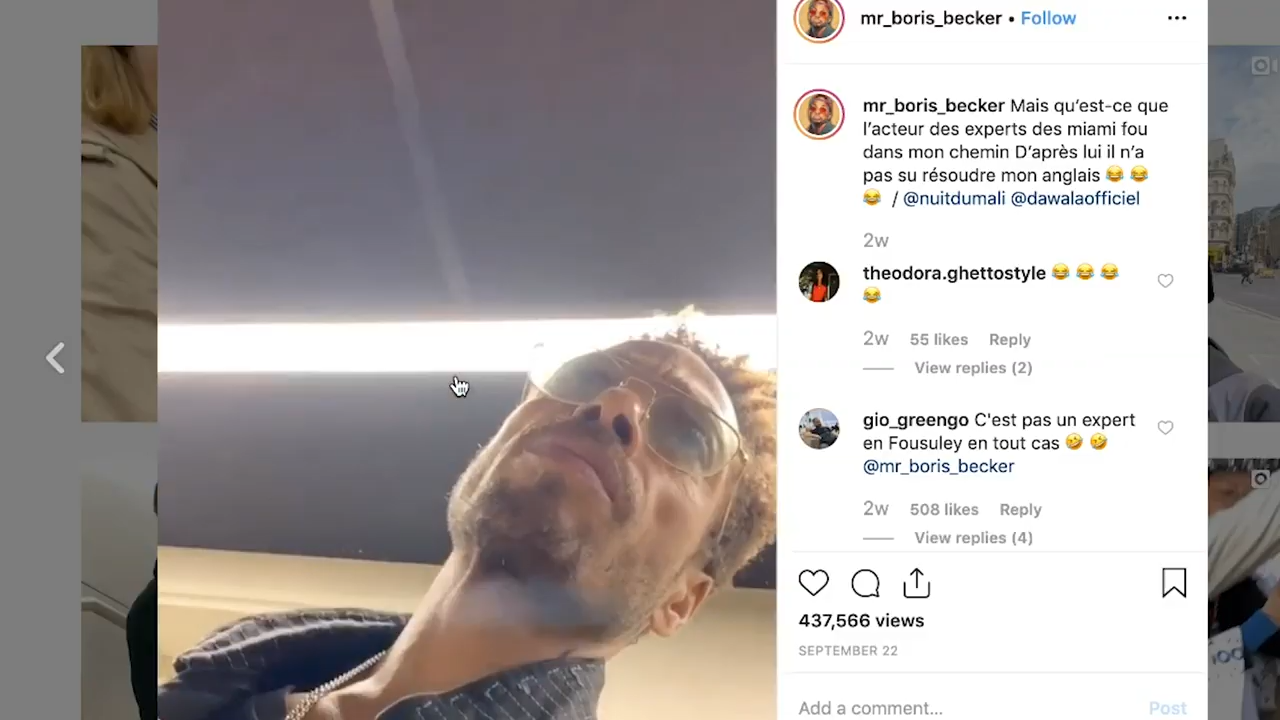 mr_boris_becker • Follow
mr_boris_becker Mais qu'est-ce que
l'acteur des experts des miami fou
dans mon chemin D'après lui il n'a
pas su résoudre mon anglais 😂 😂
😂 / @nuitdumali @dawalaofficiel
2w
theodora.ghettostyle 😂 😂 😂
😂
2w 55 likes Reply
View replies (2)
gio_greengo C'est pas un expert
en Fousuley en tout cas 🤣 🤣
@mr_boris_becker
2w 508 likes Reply
View replies (4)
437,566 views
SEPTEMBER 22
Add a comment... Post